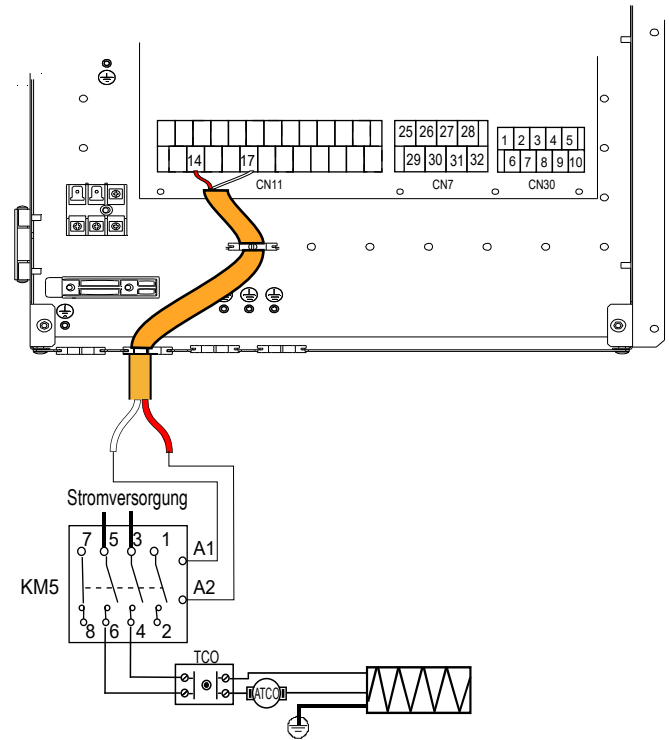 25 26 27 28
1 2 3 4 5
14 17
29 30 31 32
6 7 8 9 10
CN11
CN7
CN30
Stromversorgung
7 5 3 1
A1
KM5
A2
8 6 4 2
TCO
ATCO